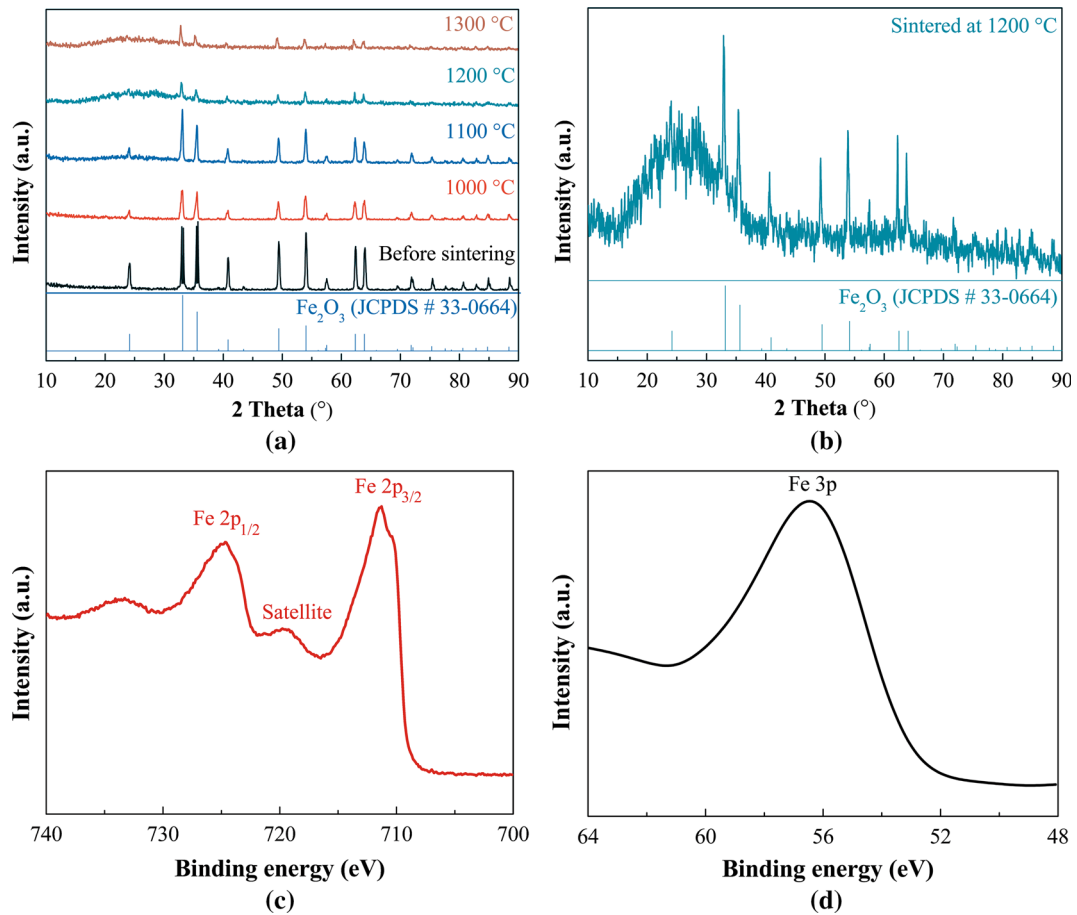 1300 °C
1200 °C
1100 °C
1000 °C
Before sintering
Fe₂O₃ (JCPDS # 33-0664)
Intensity (a.u.)
10 20 30 40 50 60 70 80 90
2 Theta (°)
(a)
Sintered at 1200 °C
Fe₂O₃ (JCPDS # 33-0664)
Intensity (a.u.)
10 20 30 40 50 60 70 80 90
2 Theta (°)
(b)
Fe 2p₃/₂
Fe 2p₁/₂
Satellite
Intensity (a.u.)
740 730 720 710 700
Binding energy (eV)
(c)
Fe 3p
Intensity (a.u.)
64 60 56 52 48
Binding energy (eV)
(d)